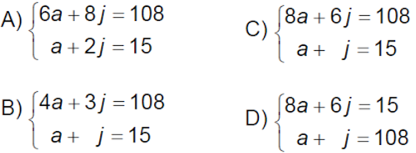 A) {6a + 8j = 108
a + 2j = 15
B) {4a + 3j = 108
a + j = 15
C) {8a + 6j = 108
a + j = 15
D) {8a + 6j = 15
a + j = 108